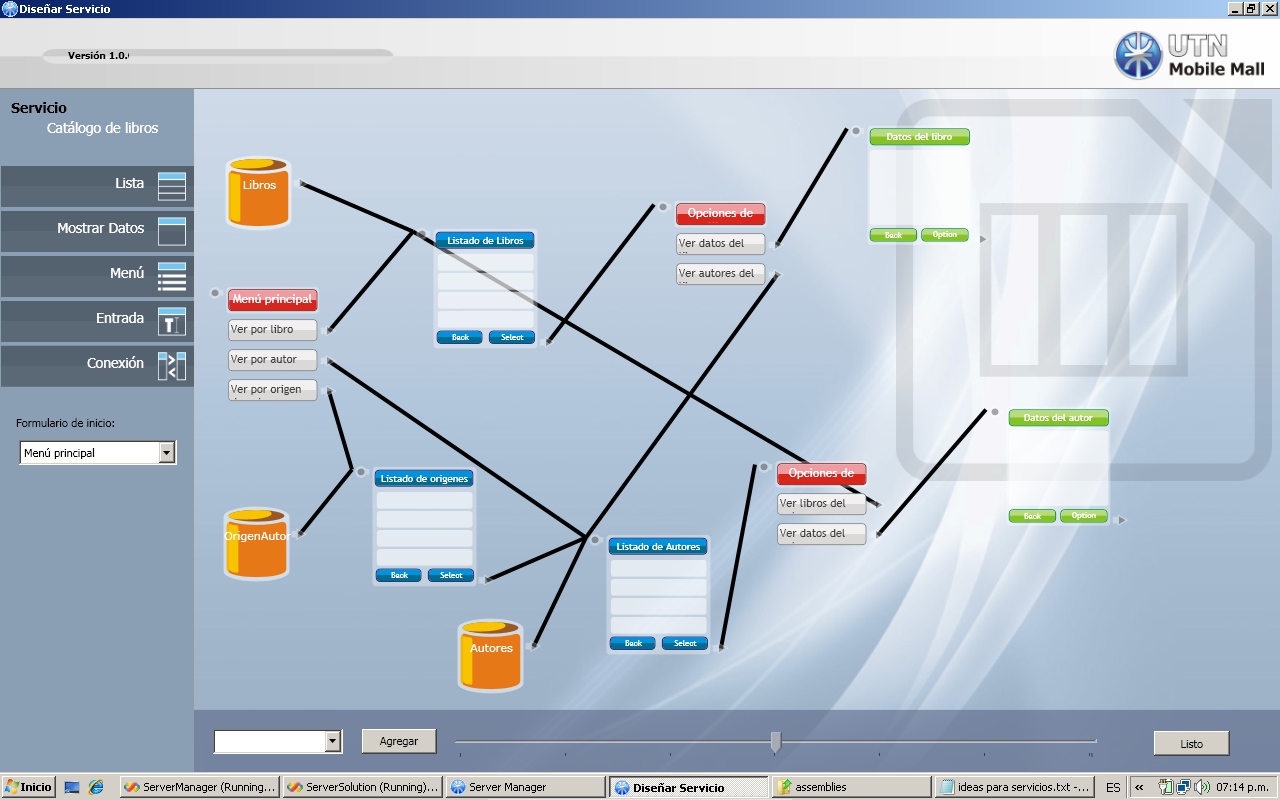 Diseñar Servicio
Versión 1.0.
UTN
Mobile Mall
Servicio
Catálogo de libros
Lista
Mostrar Datos
Menú
Entrada
Conexión
Formulario de inicio:
Menú principal
Libros
Menú principal
Ver por libro
Ver por autor
Ver por origen
OrigenAutor
Listado de Libros
Back
Select
Listado de origenes
Back
Select
Autores
Opciones de
Ver datos del
Ver autores del
Listado de Autores
Back
Select
Opciones de
Ver libros del
Ver datos del
Datos del libro
Back
Option
Datos del autor
Back
Option
Agregar
Listo
Inicio
ServerManager (Running...
ServerSolution (Running)...
Server Manager
Diseñar Servicio
assemblies
ideas para servicios.txt -...
ES
«
07:14 p.m.